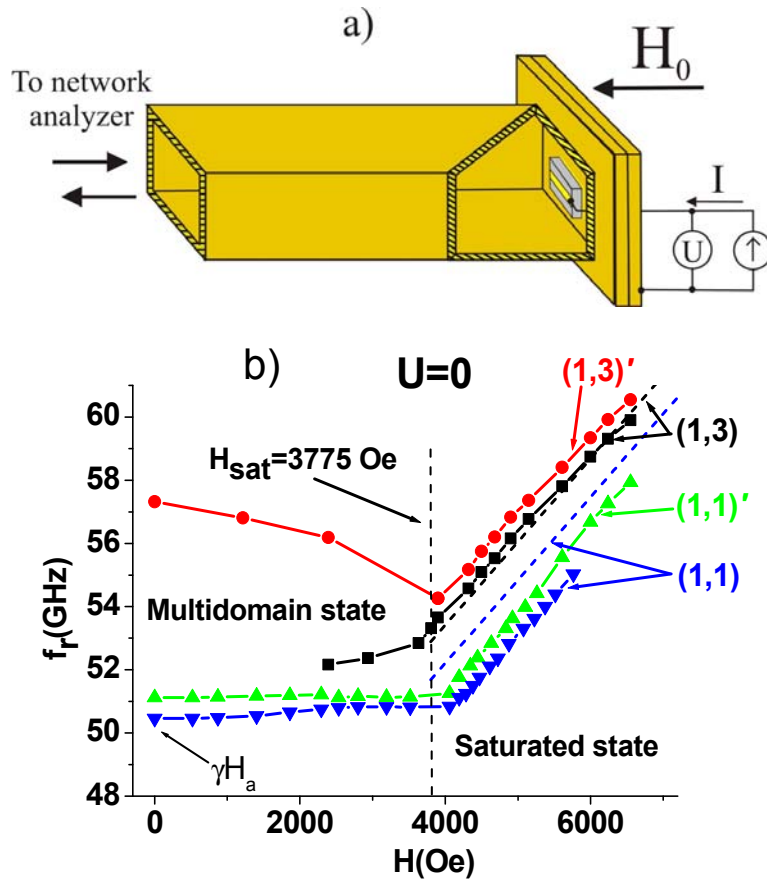 a)
To network
analyzer
H₀
I
U
b)
U=0
(1,3)′
60
H_sat=3775 Oe
(1,3)
58
(1,1)′
56
(1,1)
54
Multidomain state
52
50
Saturated state
γH_a
48
f_r(GHz)
0 2000 4000 6000
H(Oe)